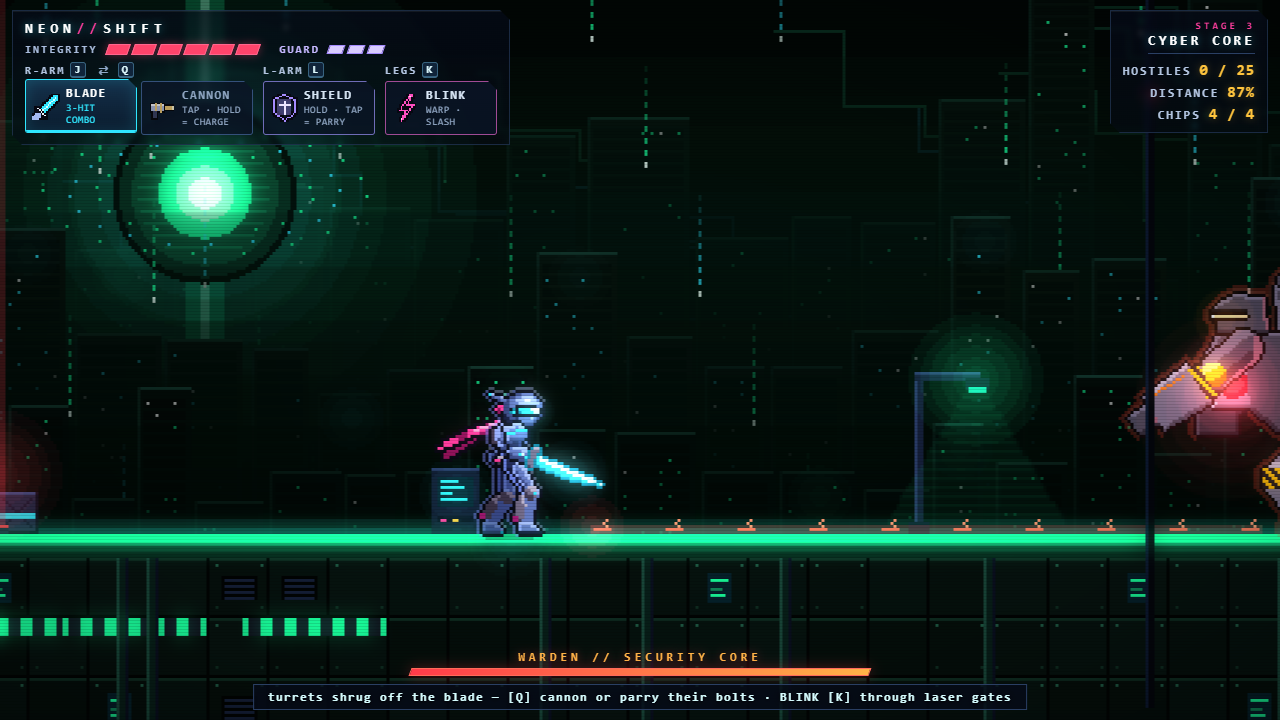 NEON//SHIFT
INTEGRITY GUARD
R-ARM J ⇄ Q L-ARM L LEGS K
BLADE
3-HIT
COMBO
CANNON
TAP · HOLD
= CHARGE
SHIELD
HOLD · TAP
= PARRY
BLINK
WARP ·
SLASH
STAGE 3
CYBER CORE
HOSTILES 0 / 25
DISTANCE 87%
CHIPS 4 / 4
WARDEN // SECURITY CORE
turrets shrug off the blade — [Q] cannon or parry their bolts · BLINK [K] through laser gates